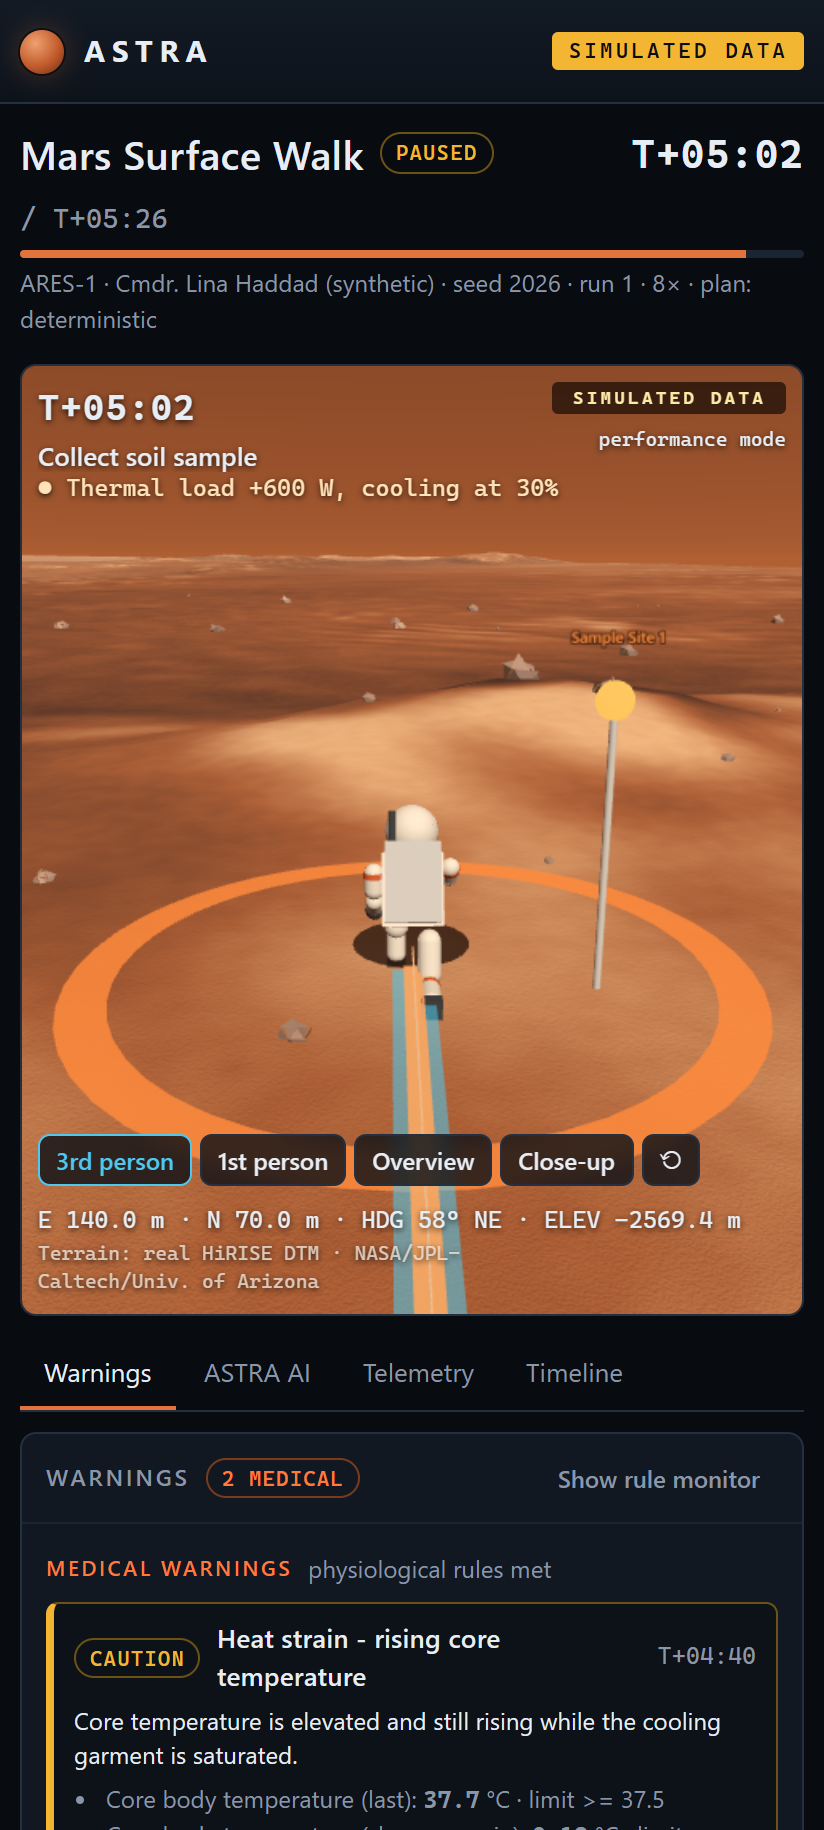 ASTRA
SIMULATED DATA
Mars Surface Walk
PAUSED
T+05:02
/ T+05:26
ARES-1 · Cmdr. Lina Haddad (synthetic) · seed 2026 · run 1 · 8× · plan:
deterministic
T+05:02
SIMULATED DATA
performance mode
Collect soil sample
● Thermal load +600 W, cooling at 30%
Sample Site 1
3rd person
1st person
Overview
Close-up
E 140.0 m · N 70.0 m · HDG 58° NE · ELEV −2569.4 m
Terrain: real HiRISE DTM · NASA/JPL-
Caltech/Univ. of Arizona
Warnings
ASTRA AI
Telemetry
Timeline
WARNINGS
2 MEDICAL
Show rule monitor
MEDICAL WARNINGS physiological rules met
CAUTION
Heat strain - rising core
temperature
T+04:40
Core temperature is elevated and still rising while the cooling
garment is saturated.
• Core body temperature (last): 37.7 °C · limit >= 37.5